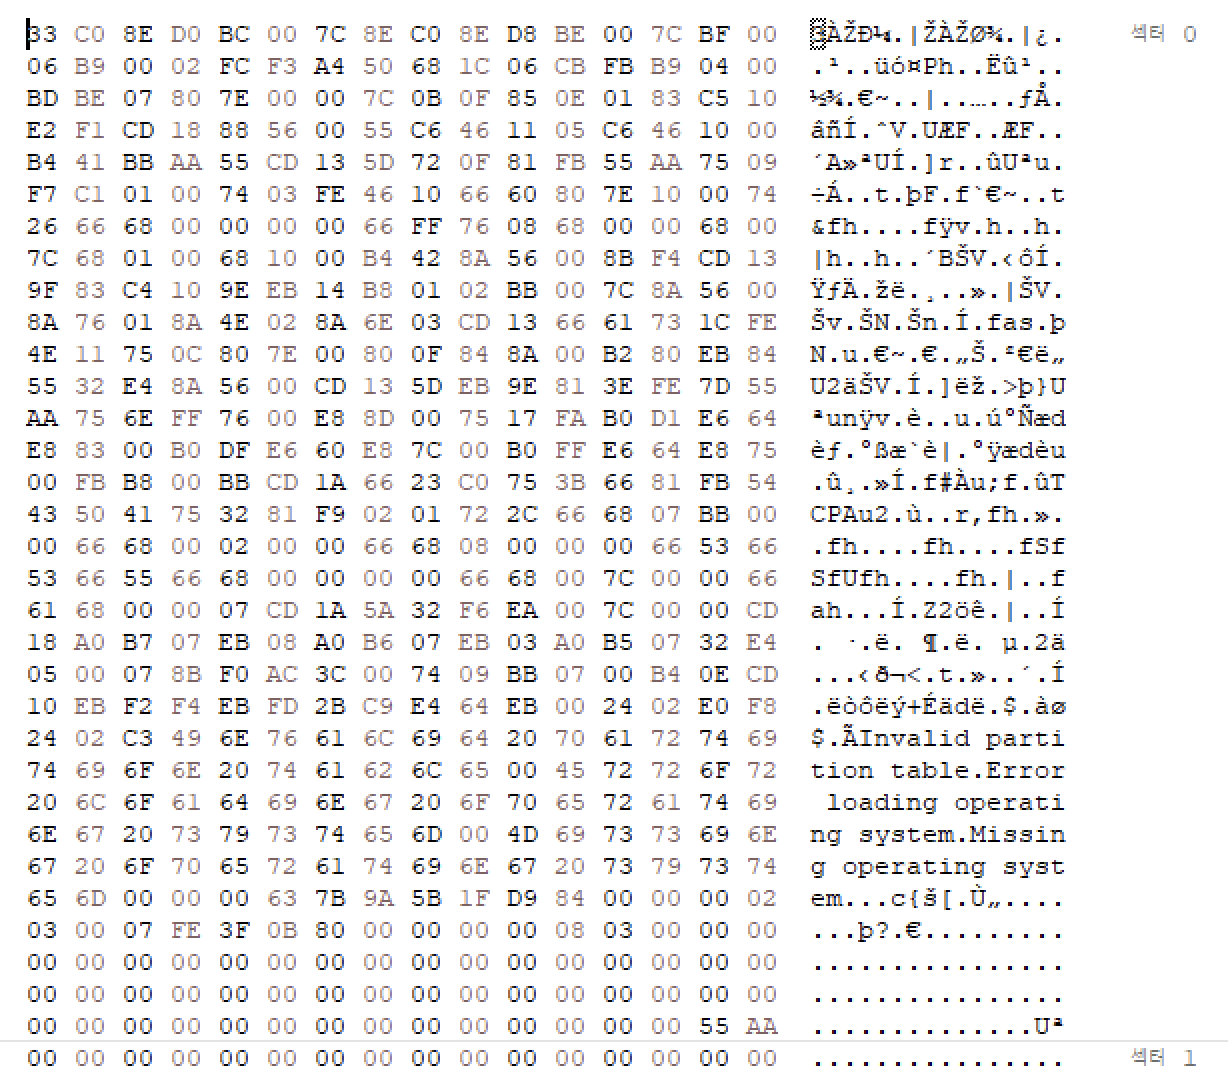 33 C0 8E D0 BC 00 7C 8E C0 8E D8 BE 00 7C BF 00 3ÀŽÐ¼.|ŽÀŽØ¾.|¿. 섹터 0
06 B9 00 02 FC F3 A4 50 68 1C 06 CB FB B9 04 00 .¹..üó¤Ph..Ëû¹..
BD BE 07 80 7E 00 00 7C 0B 0F 85 0E 01 83 C5 10 ½¾.€~..|..…..ƒÅ.
E2 F1 CD 18 88 56 00 55 C6 46 11 05 C6 46 10 00 âñÍ.ˆV.UÆF..ÆF..
B4 41 BB AA 55 CD 13 5D 72 0F 81 FB 55 AA 75 09 ´A»ªUÍ.]r..ûUªu.
F7 C1 01 00 74 03 FE 46 10 66 60 80 7E 10 00 74 ÷Á..t.þF.f`€~..t
26 66 68 00 00 00 00 66 FF 76 08 68 00 00 68 00 &fh....fÿv.h..h.
7C 68 01 00 68 10 00 B4 42 8A 56 00 8B F4 CD 13 |h..h..´BŠV.‹ôÍ.
9F 83 C4 10 9E EB 14 B8 01 02 BB 00 7C 8A 56 00 ŸƒÄ.žë.¸..».|ŠV.
8A 76 01 8A 4E 02 8A 6E 03 CD 13 66 61 73 1C FE Šv.ŠN.Šn.Í.fas.þ
4E 11 75 0C 80 7E 00 80 0F 84 8A 00 B2 80 EB 84 N.u.€~.€.„Š.²€ë„
55 32 E4 8A 56 00 CD 13 5D EB 9E 81 3E FE 7D 55 U2äŠV.Í.]ëž.>þ}U
AA 75 6E FF 76 00 E8 8D 00 75 17 FA B0 D1 E6 64 ªunÿv.è..u.ú°Ñæd
E8 83 00 B0 DF E6 60 E8 7C 00 B0 FF E6 64 E8 75 èƒ.°ßæ`è|.°ÿædèu
00 FB B8 00 BB CD 1A 66 23 C0 75 3B 66 81 FB 54 .û¸.»Í.f#Àu;f.ûT
43 50 41 75 32 81 F9 02 01 72 2C 66 68 07 BB 00 CPAu2.ù..r,fh.».
00 66 68 00 02 00 00 66 68 08 00 00 00 66 53 66 .fh....fh....fSf
53 66 55 66 68 00 00 00 00 66 68 00 7C 00 00 66 SfUfh....fh.|..f
61 68 00 00 07 CD 1A 5A 32 F6 EA 00 7C 00 00 CD ah...Í.Z2öê.|..Í
18 A0 B7 07 EB 08 A0 B6 07 EB 03 A0 B5 07 32 E4 . ·.ë. ¶.ë. µ.2ä
05 00 07 8B F0 AC 3C 00 74 09 BB 07 00 B4 0E CD ...‹ð¬<.t.»..´.Í
10 EB F2 F4 EB FD 2B C9 E4 64 EB 00 24 02 E0 F8 .ëòôëý+Éädë.$.àø
24 02 C3 49 6E 76 61 6C 69 64 20 70 61 72 74 69 $.ÃInvalid parti
74 69 6F 6E 20 74 61 62 6C 65 00 45 72 72 6F 72 tion table.Error
20 6C 6F 61 64 69 6E 67 20 6F 70 65 72 61 74 69 loading operati
6E 67 20 73 79 73 74 65 6D 00 4D 69 73 73 69 6E ng system.Missin
67 20 6F 70 65 72 61 74 69 6E 67 20 73 79 73 74 g operating syst
65 6D 00 00 00 63 7B 9A 5B 1F D9 84 00 00 00 02 em...c{š[.Ù„....
03 00 07 FE 3F 0B 80 00 00 00 00 08 03 00 00 00 ...þ?.€.........
00 00 00 00 00 00 00 00 00 00 00 00 00 00 00 00 ................
00 00 00 00 00 00 00 00 00 00 00 00 00 00 00 00 ................
00 00 00 00 00 00 00 00 00 00 00 00 00 00 55 AA ..............Uª
00 00 00 00 00 00 00 00 00 00 00 00 00 00 00 00 ................ 섹터 1